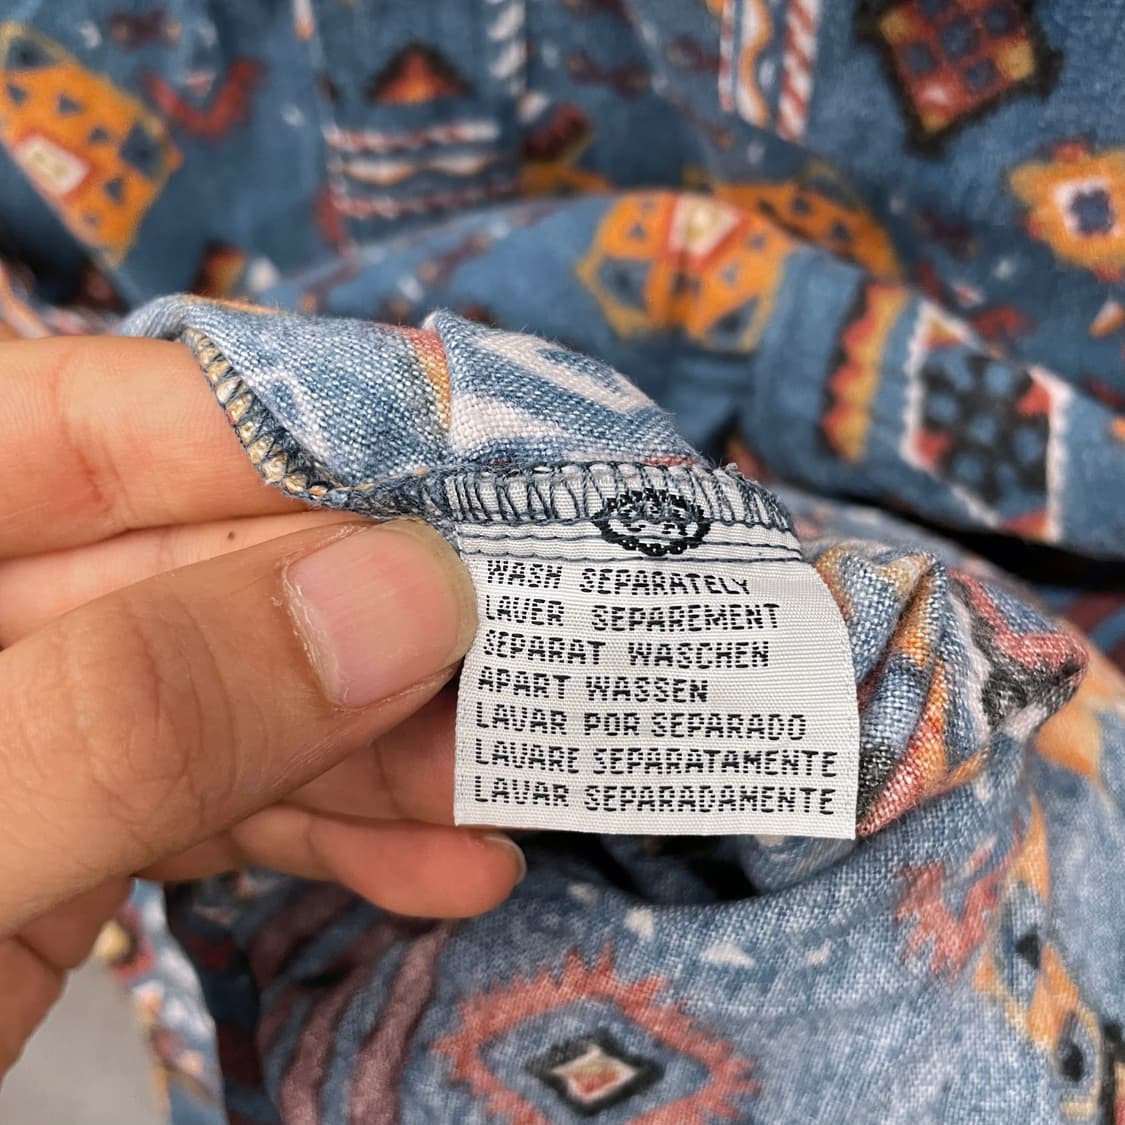 WASH SEPARATELY
LAVER SEPAREMENT
SEPARAT WASCHEN
APART WASSEN
LAVAR POR SEPARADO
LAVARE SEPARATAMENTE
LAVAR SEPARADAMENTE